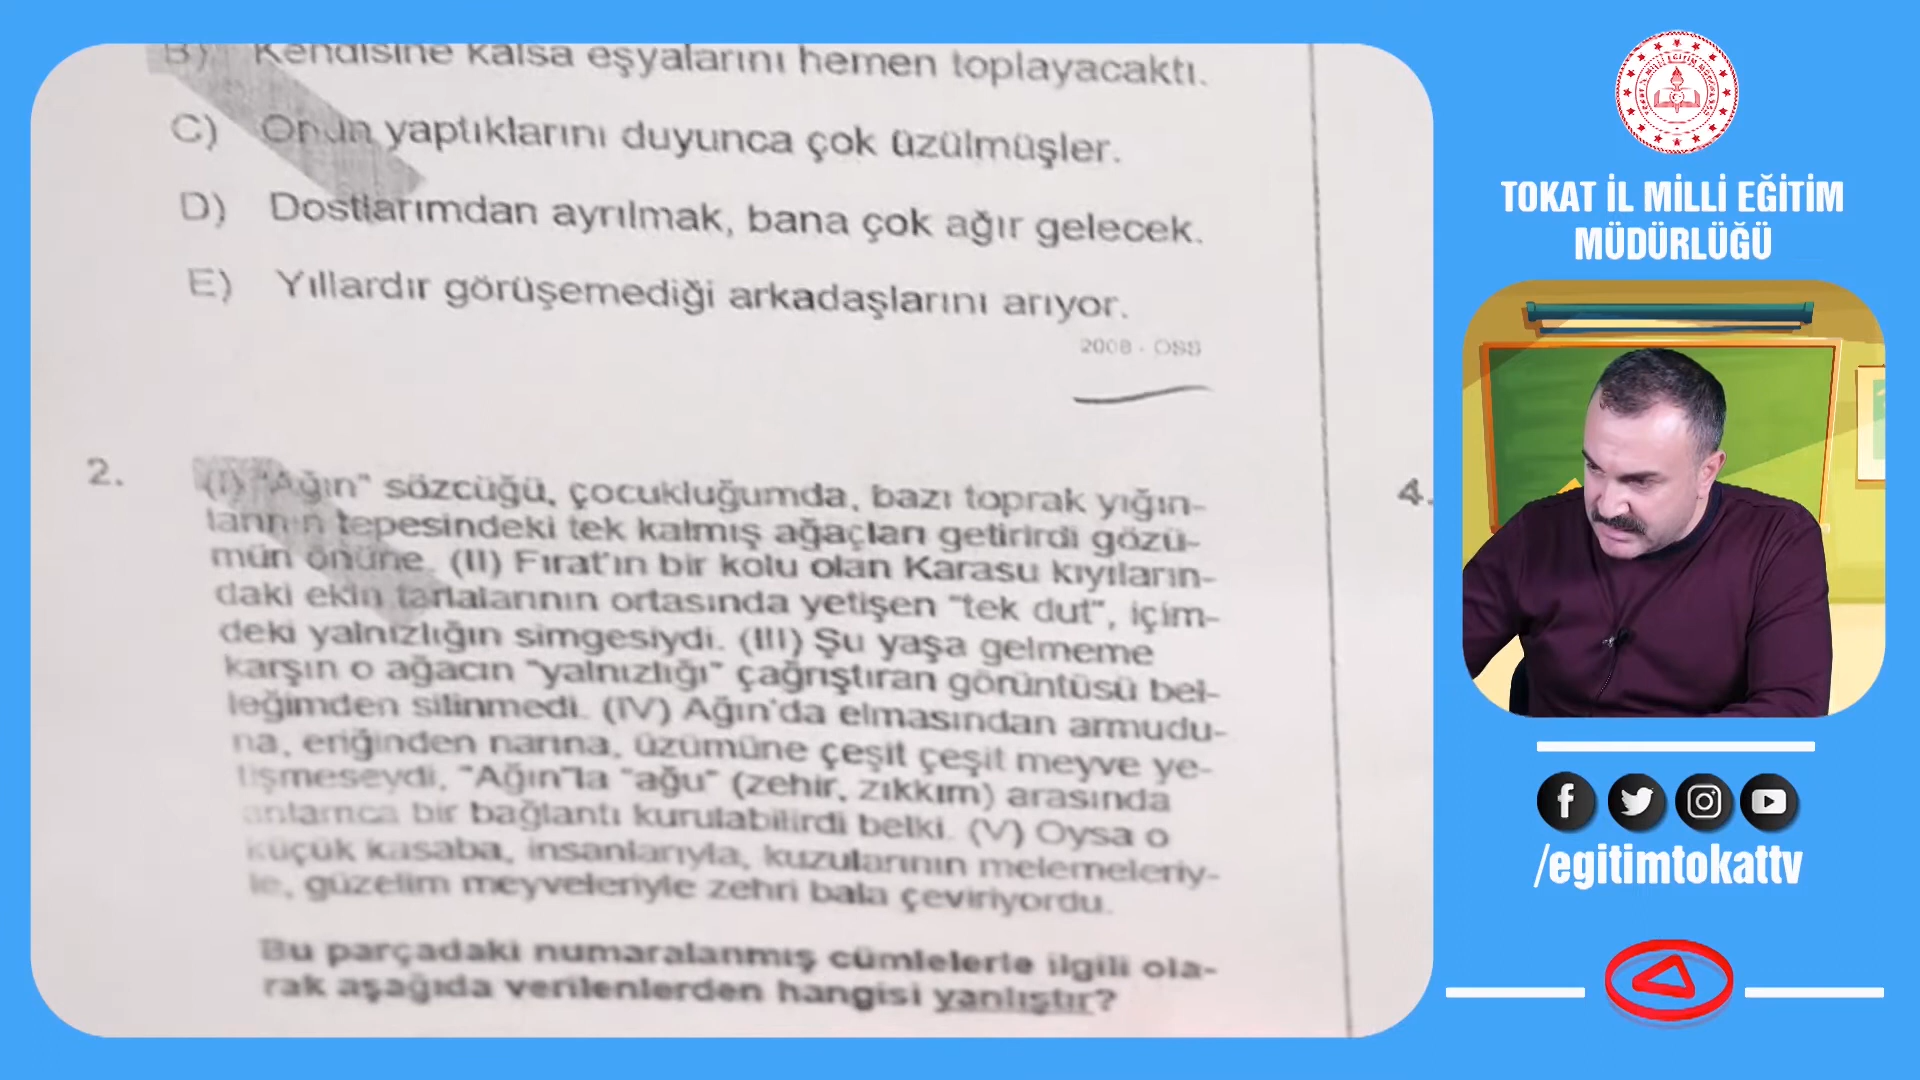 B) Kendisine kalsa eşyalarını hemen toplayacaktı.
C) Onun yaptıklarını duyunca çok üzülmüşler.
D) Dostlarımdan ayrılmak, bana çok ağır gelecek.
E) Yıllardır görüşemediği arkadaşlarını arıyor.
2008 - ÖSS
2.
(I) "Ağın" sözcüğü, çocukluğumda, bazı toprak yığın-
larının tepesindeki tek kalmış ağaçları getirirdi gözü-
mün önüne. (II) Fırat'ın bir kolu olan Karasu kıyıların-
daki ekin tarlalarının ortasında yetişen "tek dut", içim-
deki yalnızlığın simgesiydi. (III) Şu yaşa gelmeme
karşın o ağacın "yalnızlığı" çağrıştıran görüntüsü bel-
leğimden silinmedi. (IV) Ağın'da elmasından armudu-
na, eriğinden narına, üzümüne çeşit çeşit meyve ye-
tişmeseydi, "Ağın"la "ağu" (zehir, zıkkım) arasında
anlamca bir bağlantı kurulabilirdi belki. (V) Oysa o
küçük kasaba, insanlarıyla, kuzularının melemeleriy-
le, güzelim meyveleriyle zehri bala çeviriyordu.
Bu parçadaki numaralanmış cümlelerle ilgili ola-
rak aşağıda verilenlerden hangisi yanlıştır?
4.
TOKAT İL MİLLİ EĞİTİM
MÜDÜRLÜĞÜ
/egitimtokattv